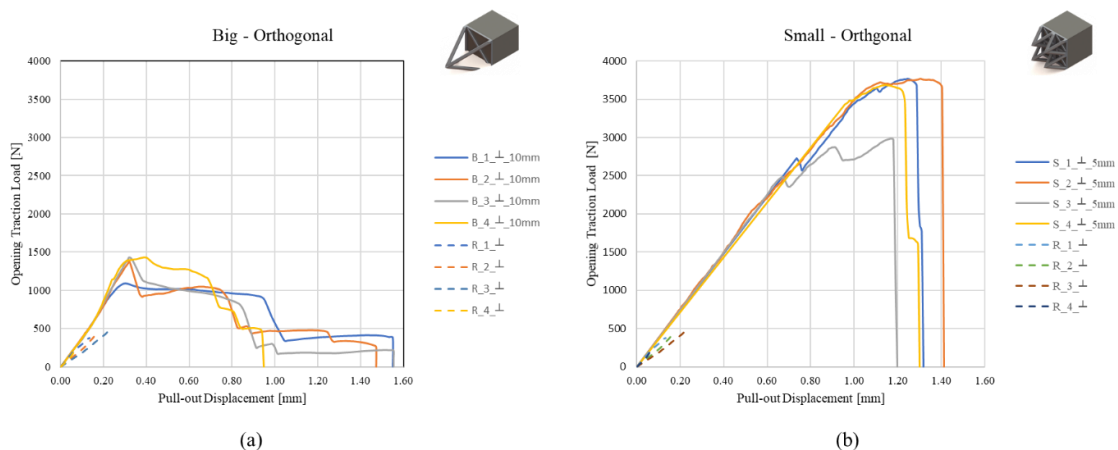 Big - Orthogonal
4000
3500
3000
2500
2000
1500
1000
500
0
Opening Traction Load [N]
0.00 0.20 0.40 0.60 0.80 1.00 1.20 1.40 1.60
Pull-out Displacement [mm]
B_1_┴_10mm
B_2_┴_10mm
B_3_┴_10mm
B_4_┴_10mm
R_1_┴
R_2_┴
R_3_┴
R_4_┴
(a)
Small - Orthgonal
4000
3500
3000
2500
2000
1500
1000
500
0
Opening Traction Load [N]
0.00 0.20 0.40 0.60 0.80 1.00 1.20 1.40 1.60
Pull-out Displacement [mm]
S_1_┴_5mm
S_2_┴_5mm
S_3_┴_5mm
S_4_┴_5mm
R_1_┴
R_2_┴
R_3_┴
R_4_┴
(b)